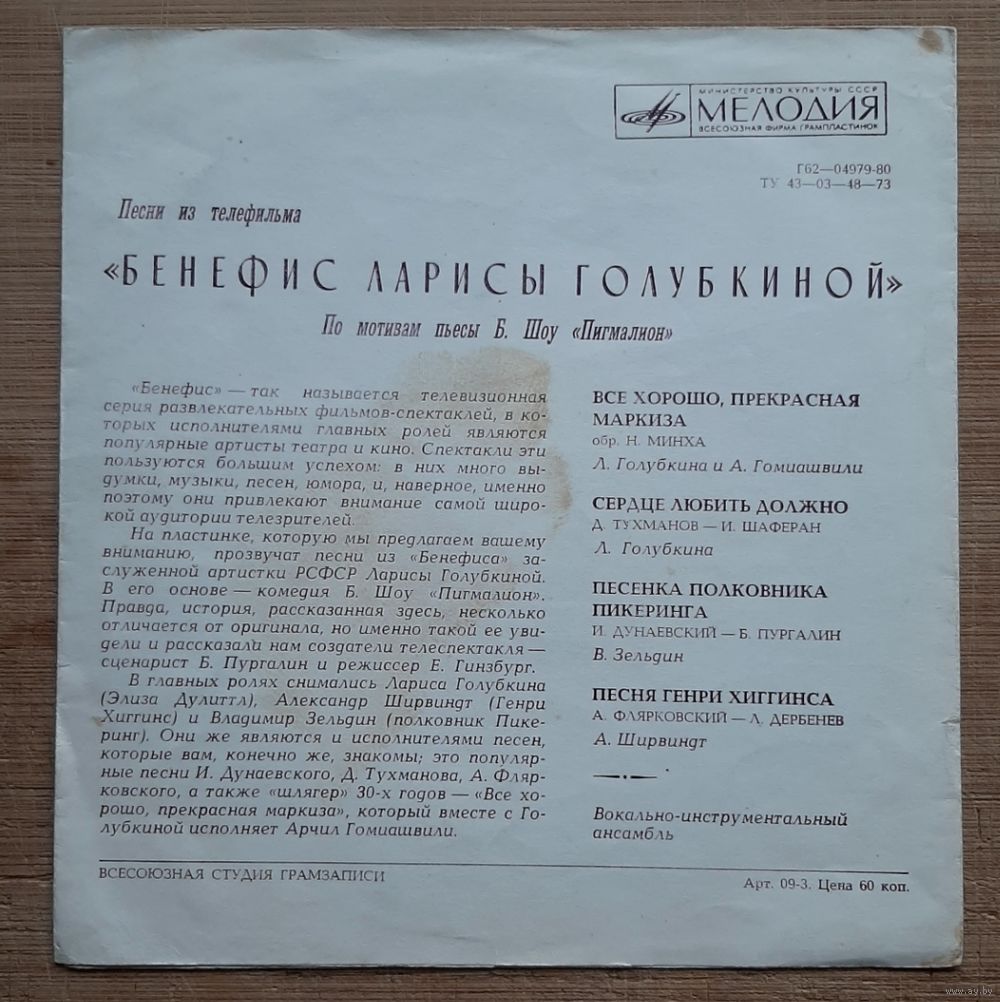 МИНИСТЕРСТВО КУЛЬТУРЫ СССР
МЕЛОДИЯ
ВСЕСОЮЗНАЯ ФИРМА ГРАМПЛАСТИНОК
Г62—04979-80
ТУ 43—03—48—73
Песни из телефильма
«БЕНЕФИС ЛАРИСЫ ГОЛУБКИНОЙ»
По мотивам пьесы Б. Шоу «Пигмалион»
«Бенефис» — так называется телевизионная
серия развлекательных фильмов-спектаклей, в ко-
торых исполнителями главных ролей являются
популярные артисты театра и кино. Спектакли эти
пользуются большим успехом: в них много вы-
думки, музыки, песен, юмора, и, наверное, именно
поэтому они привлекают внимание самой широ-
кой аудитории телезрителей.
На пластинке, которую мы предлагаем вашему
вниманию, прозвучат песни из «Бенефиса» за-
служенной артистки РСФСР Ларисы Голубкиной.
В его основе — комедия Б. Шоу «Пигмалион».
Правда, история, рассказанная здесь, несколько
отличается от оригинала, но именно такой ее уви-
дели и рассказали нам создатели телеспектакля —
сценарист Б. Пургалин и режиссер Е. Гинзбург.
В главных ролях снимались Лариса Голубкина
(Элиза Дулиттл), Александр Ширвиндт (Генри
Хиггинс) и Владимир Зельдин (полковник Пике-
ринг). Они же являются и исполнителями песен,
которые вам, конечно же, знакомы; это популяр-
ные песни И. Дунаевского, Д. Тухманова, А. Фляр-
ковского, а также «шлягер» 30-х годов — «Все хо-
рошо, прекрасная маркиза», который вместе с Го-
лубкиной исполняет Арчил Гомиашвили.
ВСЕ ХОРОШО, ПРЕКРАСНАЯ
МАРКИЗА
обр. Н. МИНХА
Л. Голубкина и А. Гомиашвили
СЕРДЦЕ ЛЮБИТЬ ДОЛЖНО
Д. ТУХМАНОВ — И. ШАФЕРАН
Л. Голубкина
ПЕСЕНКА ПОЛКОВНИКА
ПИКЕРИНГА
И. ДУНАЕВСКИЙ — Б. ПУРГАЛИН
В. Зельдин
ПЕСНЯ ГЕНРИ ХИГГИНСА
А. ФЛЯРКОВСКИЙ — Л. ДЕРБЕНЕВ
А. Ширвиндт
Вокально-инструментальный
ансамбль
ВСЕСОЮЗНАЯ СТУДИЯ ГРАМЗАПИСИ
Арт. 09-3. Цена 60 коп.
www.ay.by